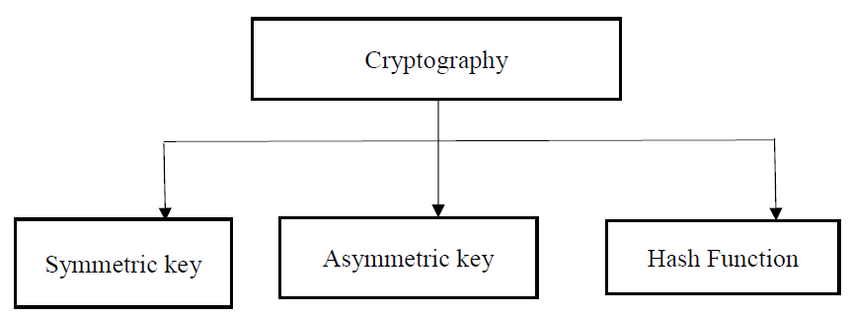 Cryptography
Symmetric key
Asymmetric key
Hash Function